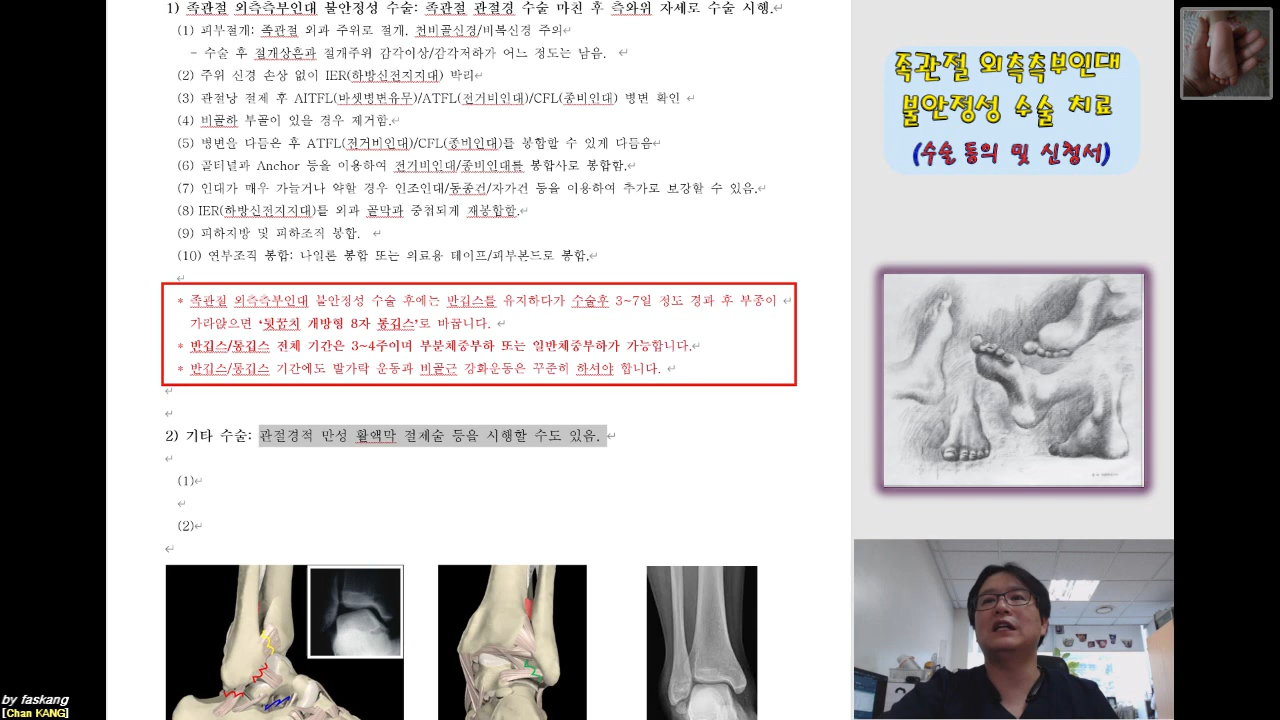 1) 족관절 외측측부인대 불안정성 수술: 족관절 관절경 수술 마친 후 측와위 자세로 수술 시행.
(1) 피부절개: 족관절 외과 주위로 절개, 천비골신경/비복신경 주의
- 수술 후 절개상흔과 절개주위 감각이상/감각저하가 어느 정도는 남음.
(2) 주위 신경 손상 없이 IER(하방신전지지대) 박리
(3) 관절낭 절제 후 AITFL(바셋병변유무)/ATFL(전거비인대)/CFL(종비인대) 병변 확인
(4) 비골하 부골이 있을 경우 제거함.
(5) 병변을 다듬은 후 ATFL(전거비인대)/CFL(종비인대)를 봉합할 수 있게 다듬음
(6) 골터널과 Anchor 등을 이용하여 전거비인대/종비인대를 봉합사로 봉합함.
(7) 인대가 매우 가늘거나 약할 경우 인조인대/동종건/자가건 등을 이용하여 추가로 보강할 수 있음.
(8) IER(하방신전지지대)를 외과 골막과 중첩되게 재봉합함.
(9) 피하지방 및 피하조직 봉합.
(10) 연부조직 봉합: 나일론 봉합 또는 의료용 테이프/피부본드로 봉합.
* 족관절 외측측부인대 불안정성 수술 후에는 반깁스를 유지하다가 수술후 3~7일 정도 경과 후 부종이
가라앉으면 ‘뒷꿈치 개방형 8자 통깁스’로 바꿉니다.
* 반깁스/통깁스 전체 기간은 3~4주이며 부분체중부하 또는 일반체중부하가 가능합니다.
* 반깁스/통깁스 기간에도 발가락 운동과 비골근 강화운동은 꾸준히 하셔야 합니다.
2) 기타 수술: 관절경적 만성 활액막 절제술 등을 시행할 수도 있음.
(1)
(2)
족관절 외측측부인대
불안정성 수술 치료
(수술 동의 및 신청서)
by faskang
[Chan KANG]